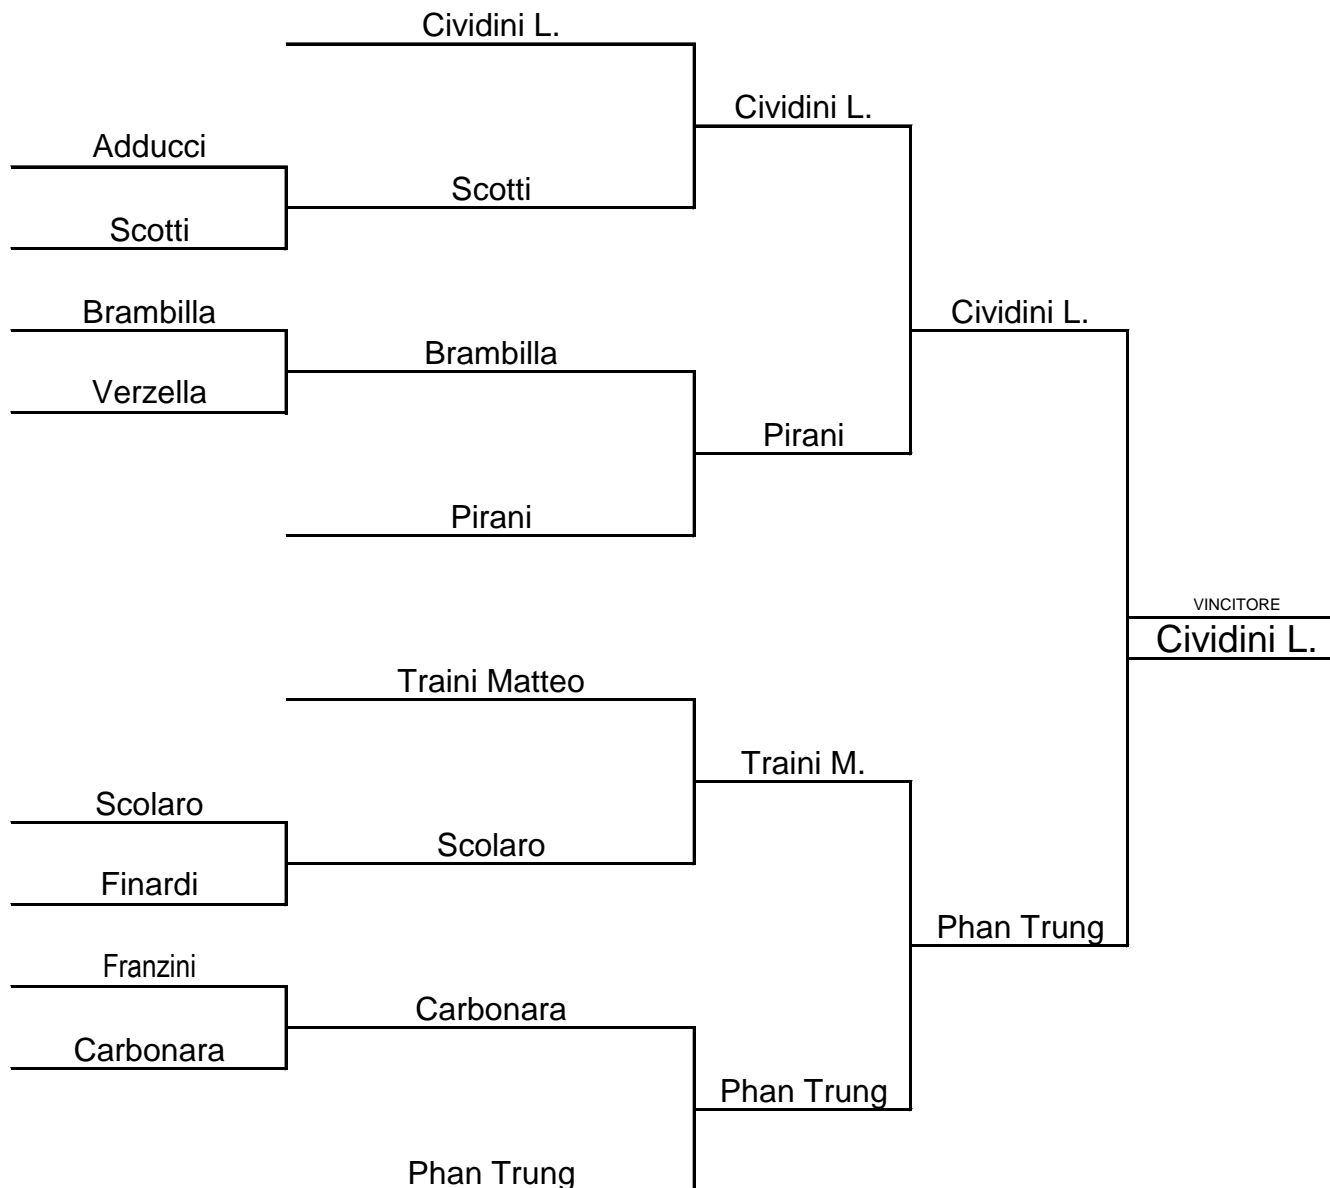 Cividini L.
Cividini L.
Adducci
Scotti
Scotti
Brambilla
Cividini L.
Brambilla
Verzella
Pirani
Pirani
VINCITORE
Cividini L.
Traini Matteo
Traini M.
Scolaro
Scolaro
Finardi
Phan Trung
Franzini
Carbonara
Carbonara
Phan Trung
Phan Trung